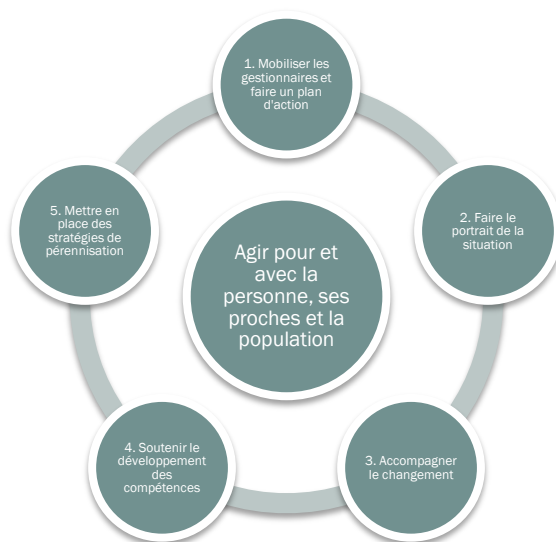 1. Mobiliser les
gestionnaires et
faire un plan
d'action
2. Faire le
portrait de la
situation
3. Accompagner
le changement
4. Soutenir le
développement
des
compétences
5. Mettre en
place des
stratégies de
pérennisation
Agir pour et
avec la
personne, ses
proches et la
population